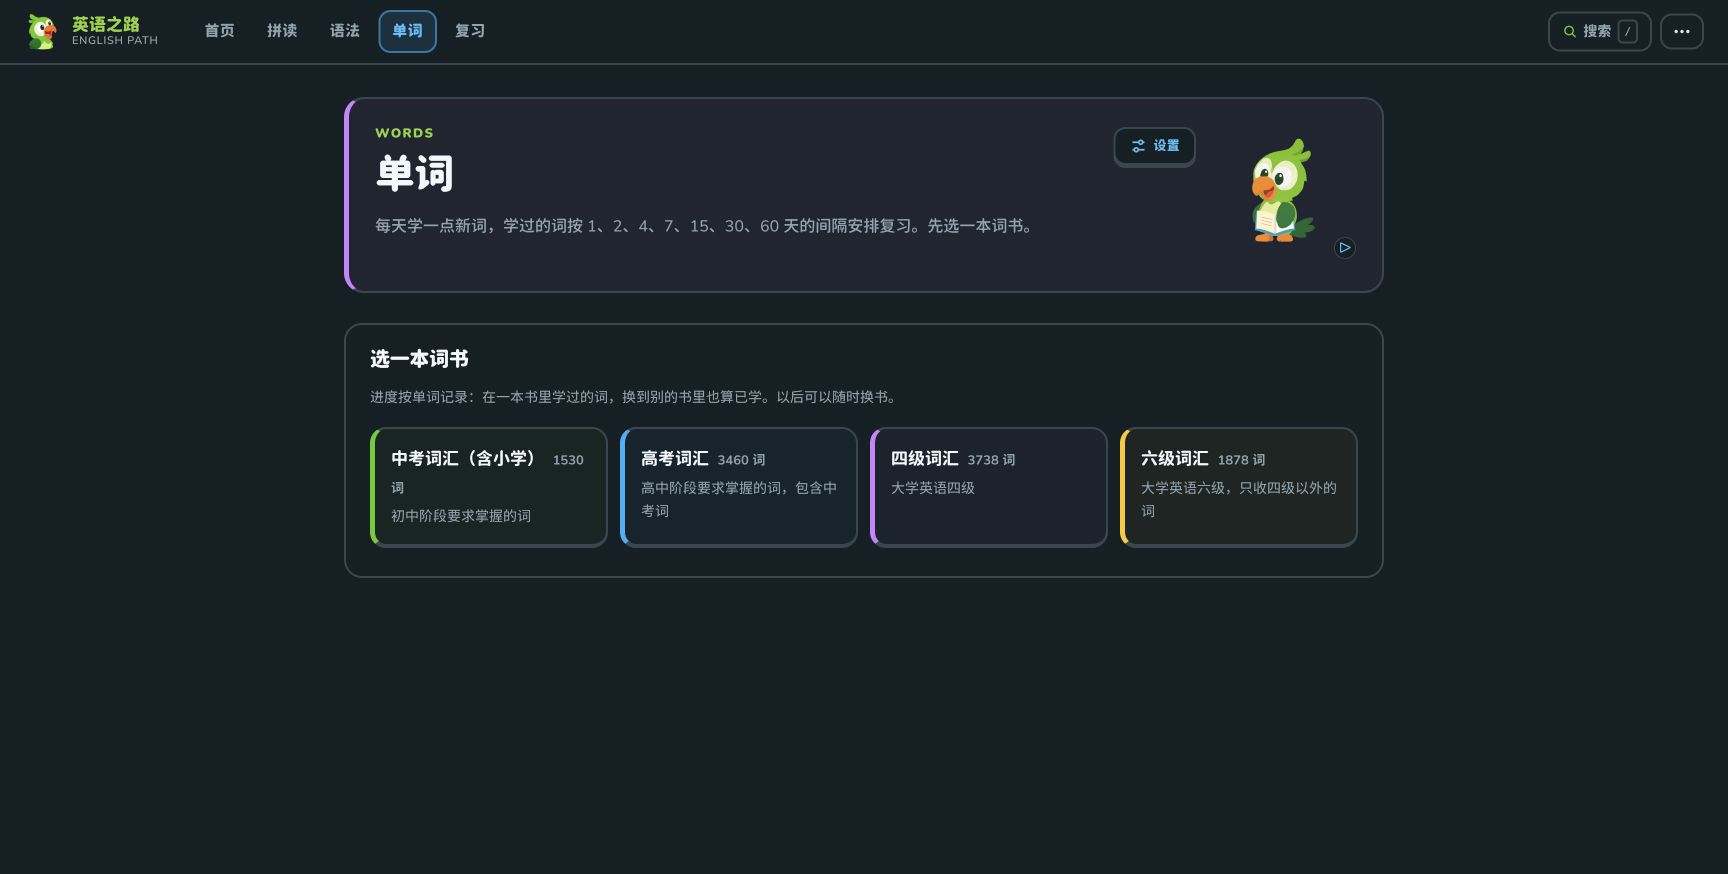 英语之路
ENGLISH PATH
首页
拼读
语法
单词
复习
搜索 /
WORDS
单词
设置
每天学一点新词，学过的词按 1、2、4、7、15、30、60 天的间隔安排复习。先选一本词书。
选一本词书
进度按单词记录：在一本书里学过的词，换到别的书里也算已学。以后可以随时换书。
中考词汇（含小学） 1530
词
初中阶段要求掌握的词
高考词汇 3460 词
高中阶段要求掌握的词，包含中
考词
四级词汇 3738 词
大学英语四级
六级词汇 1878 词
大学英语六级，只收四级以外的
词